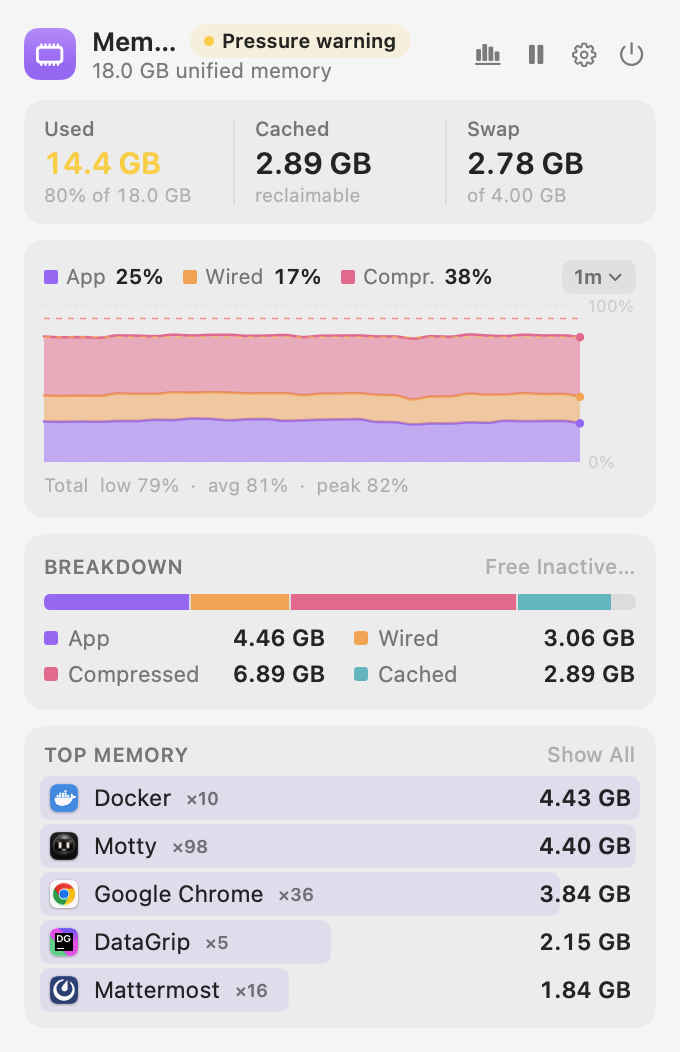 Mem... Pressure warning
18.0 GB unified memory
Used Cached Swap
14.4 GB 2.89 GB 2.78 GB
80% of 18.0 GB reclaimable of 4.00 GB
App 25% Wired 17% Compr. 38% 1m
100%
0%
Total low 79% · avg 81% · peak 82%
BREAKDOWN Free Inactive...
App 4.46 GB Wired 3.06 GB
Compressed 6.89 GB Cached 2.89 GB
TOP MEMORY Show All
Docker ×10 4.43 GB
Motty ×98 4.40 GB
Google Chrome ×36 3.84 GB
DG DataGrip ×5 2.15 GB
Mattermost ×16 1.84 GB